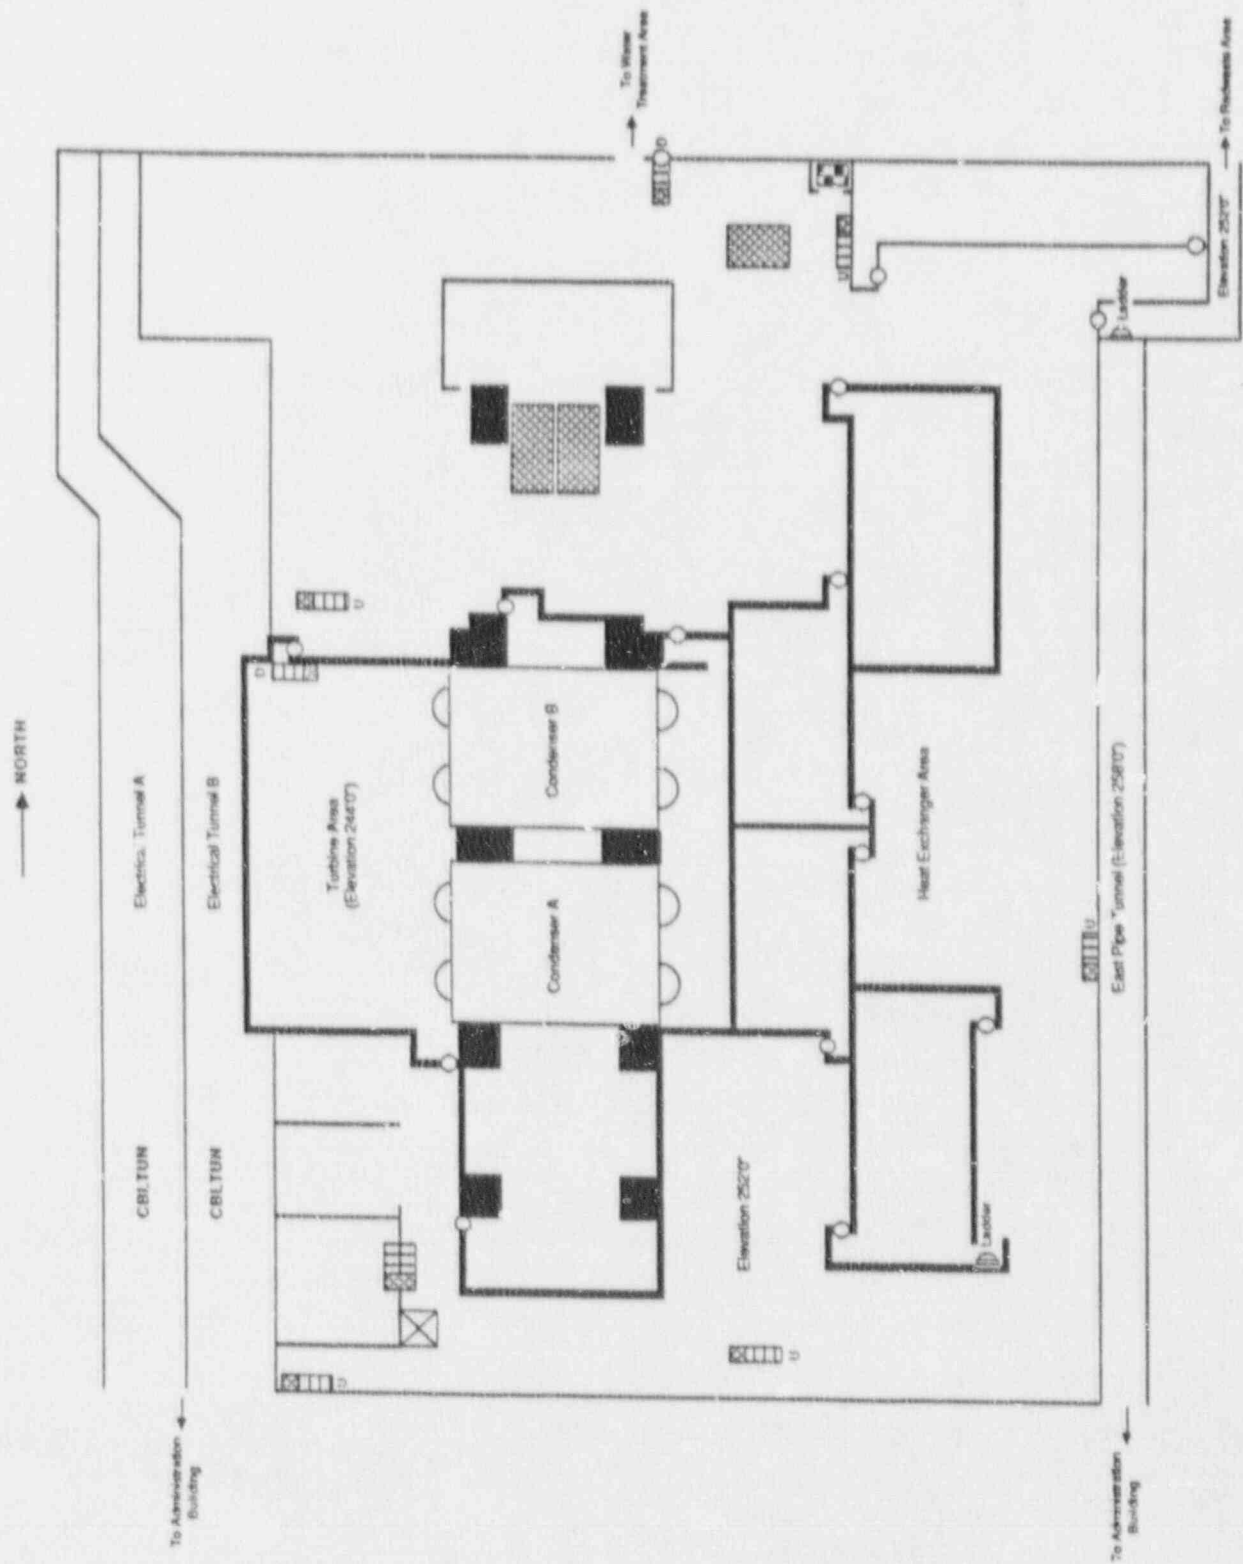 To Water
Treatment Area
To Radwaste Area
Elevation 252'0"
Ladder
D
U
NORTH
Electrical Tunnel A
Electrical Tunnel B
Turbine Area
(Elevation 244'0")
U
D
Condenser B
Condenser A
Heat Exchanger Area
East Pipe Tunnel (Elevation 258'0")
U
CBLTUN
CBLTUN
Elevation 252'0"
Ladder
U
U
To Administration
Building
To Administration
Building